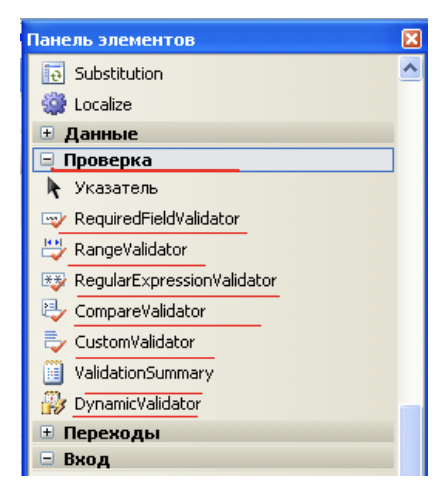 Панель элементов
Substitution
Localize
Данные
Проверка
Указатель
RequiredFieldValidator
RangeValidator
RegularExpressionValidator
CompareValidator
CustomValidator
ValidationSummary
DynamicValidator
Переходы
Вход